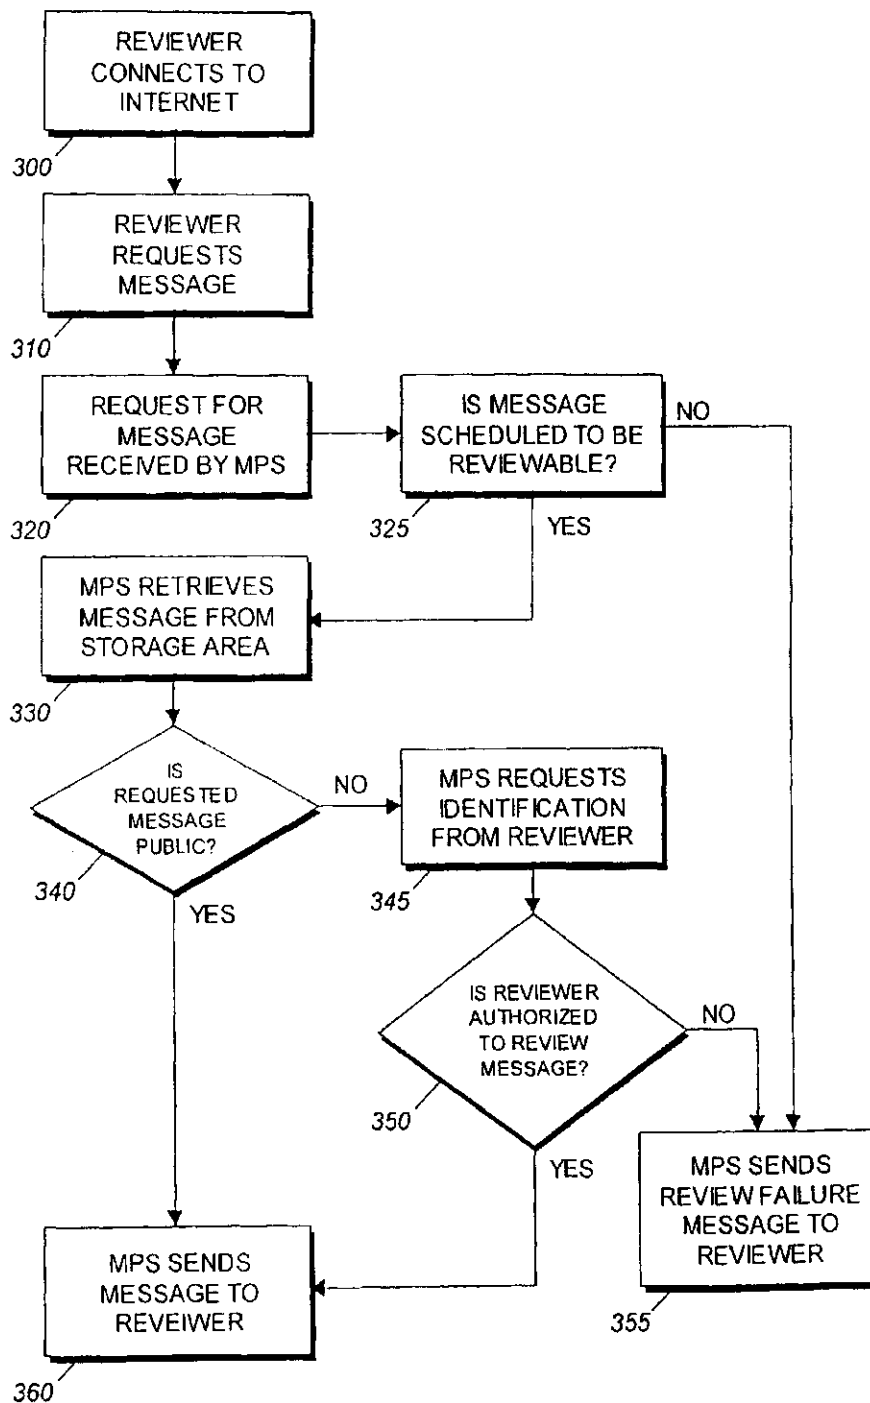 REVIEWER
CONNECTS TO
INTERNET
300
REVIEWER
REQUESTS
MESSAGE
310
REQUEST FOR
MESSAGE
RECEIVED BY MPS
320
IS MESSAGE
SCHEDULED TO BE
REVIEWABLE?
325
NO
YES
MPS RETRIEVES
MESSAGE FROM
STORAGE AREA
330
IS
REQUESTED
MESSAGE
PUBLIC?
340
NO
YES
MPS REQUESTS
IDENTIFICATION
FROM REVIEWER
345
IS REVIEWER
AUTHORIZED
TO REVIEW
MESSAGE?
350
NO
YES
MPS SENDS
REVIEW FAILURE
MESSAGE TO
REVIEWER
355
MPS SENDS
MESSAGE TO
REVEIWER
360